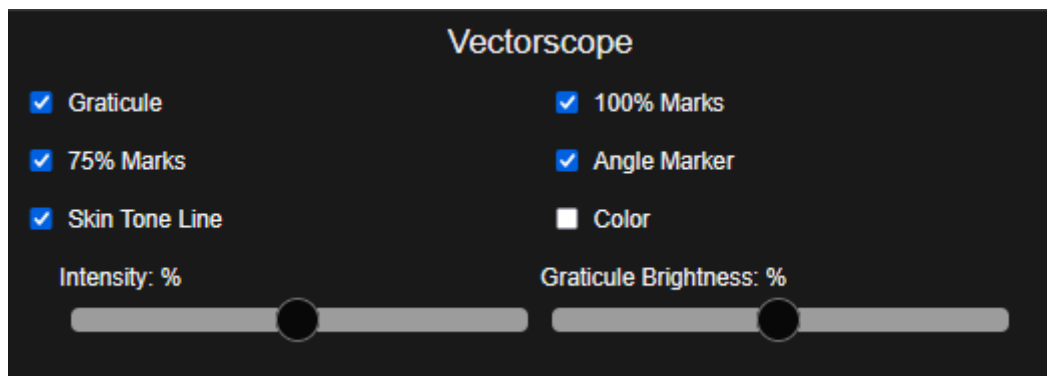 Vectorscope
Graticule
100% Marks
75% Marks
Angle Marker
Skin Tone Line
Color
Intensity: %
Graticule Brightness: %